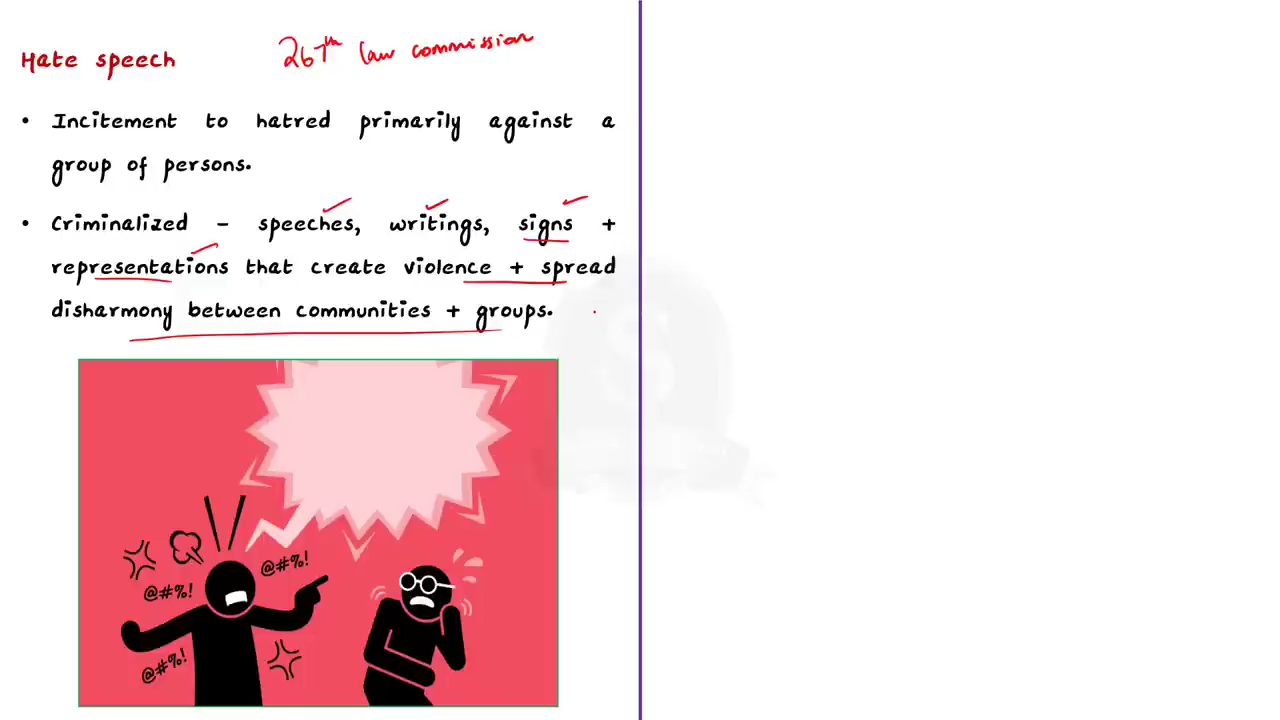 Hate speech
267th law commission
• Incitement to hatred primarily against a
group of persons.
• Criminalized - speeches, writings, signs +
representations that create violence + spread
disharmony between communities + groups.
@#%!
@#%!
@#%!